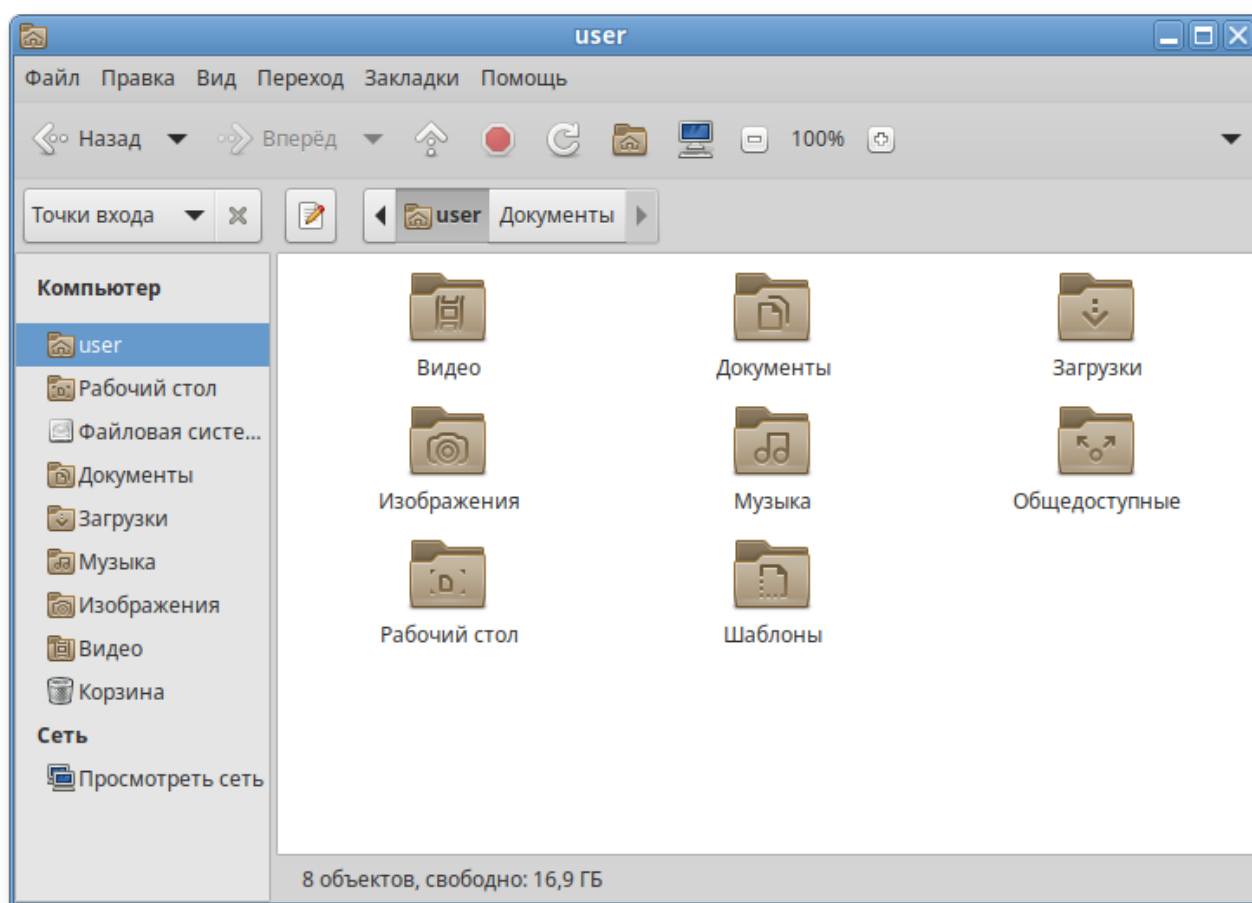 user
Файл Правка Вид Переход Закладки Помощь
Назад Вперёд 100%
Точки входа user Документы
Компьютер
user
Рабочий стол
Файловая систе...
Документы
Загрузки
Музыка
Изображения
Видео
Корзина
Сеть
Просмотреть сеть
Видео Документы Загрузки
Изображения Музыка Общедоступные
Рабочий стол Шаблоны
8 объектов, свободно: 16,9 ГБ